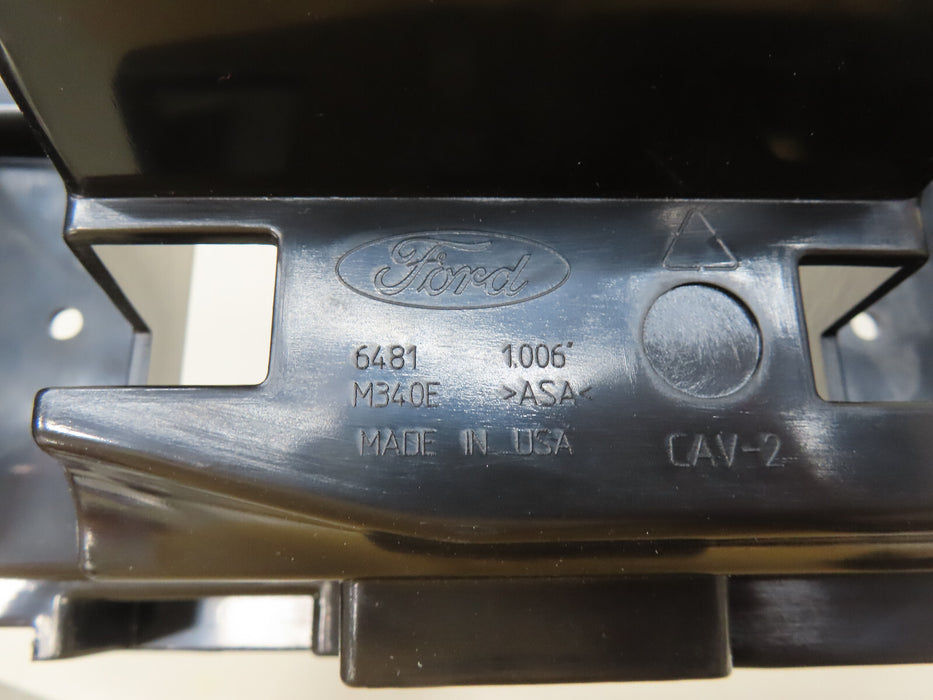 Ford
6481 1.006"
M340E >ASA<
MADE IN USA
CAV-2